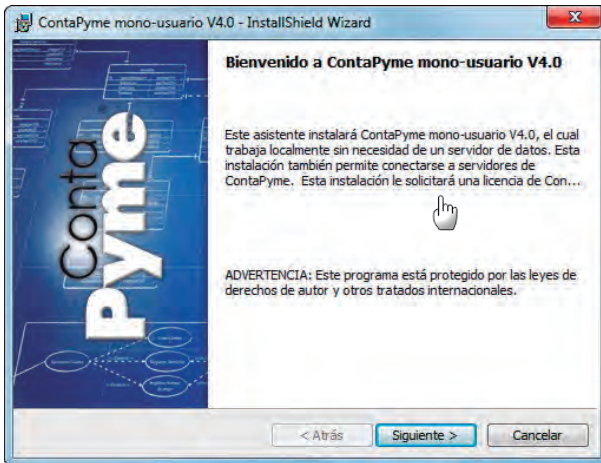 ContaPyme mono-usuario V4.0 - InstallShield Wizard
Bienvenido a ContaPyme mono-usuario V4.0
Este asistente instalará ContaPyme mono-usuario V4.0, el cual
trabaja localmente sin necesidad de un servidor de datos. Esta
instalación también permite conectarse a servidores de
ContaPyme. Esta instalación le solicitará una licencia de Con...
ADVERTENCIA: Este programa está protegido por las leyes de
derechos de autor y otros tratados internacionales.
Conta
Pyme
< Atrás
Siguiente >
Cancelar